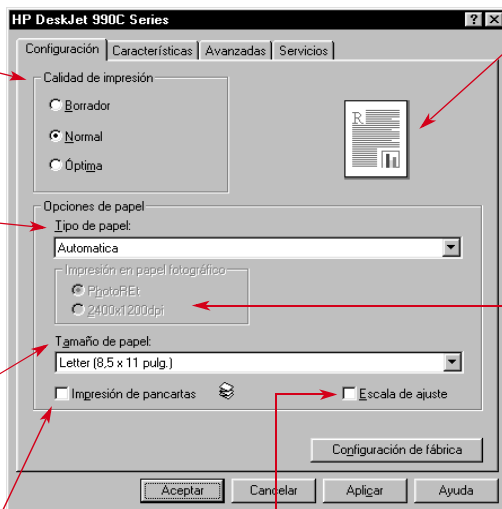 HP DeskJet 990C Series
Configuración Características Avanzadas Servicios
Calidad de impresión
Borrador
Normal
Óptima
R
Opciones de papel
Tipo de papel:
Automatica
Impresión en papel fotográfico
PhotoREt
2400x1200dpi
Tamaño de papel:
Letter (8,5 x 11 pulg.)
Impresión de pancartas
Escala de ajuste
Configuración de fábrica
Aceptar Cancelar Aplicar Ayuda